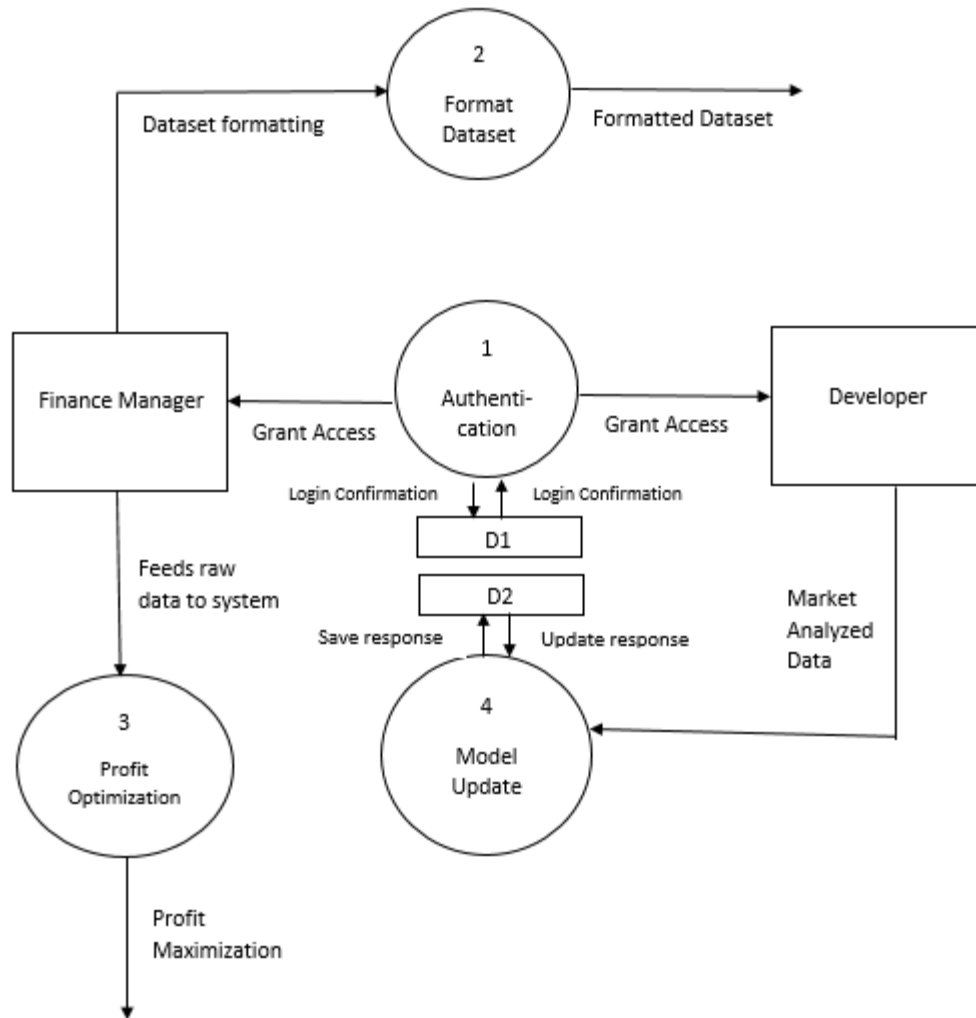 2
Format
Dataset
Dataset formatting
Formatted Dataset
1
Authenti-
cation
Finance Manager
Developer
Grant Access
Grant Access
Login Confirmation
Login Confirmation
D1
D2
Feeds raw
data to system
Save response
Update response
Market
Analyzed
Data
3
Profit
Optimization
4
Model
Update
Profit
Maximization